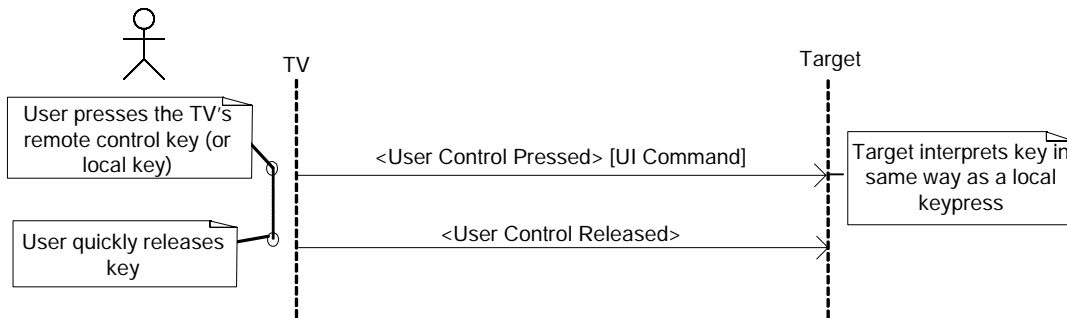 TV
Target
User presses the TV's
remote control key (or
local key)
<User Control Pressed> [UI Command]
Target interprets key in
same way as a local
keypress
User quickly releases
key
<User Control Released>